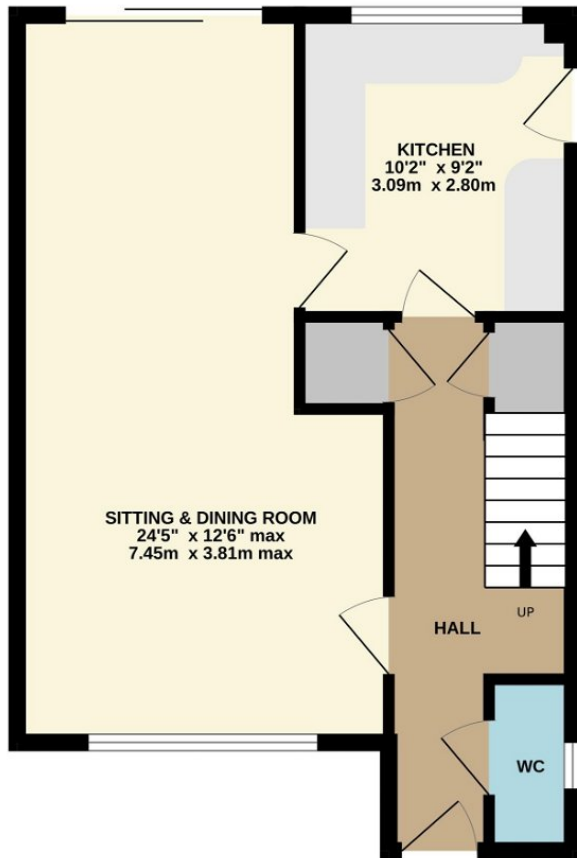 KITCHEN
10'2" x 9'2"
3.09m x 2.80m
SITTING & DINING ROOM
24'5" x 12'6" max
7.45m x 3.81m max
UP
HALL
WC